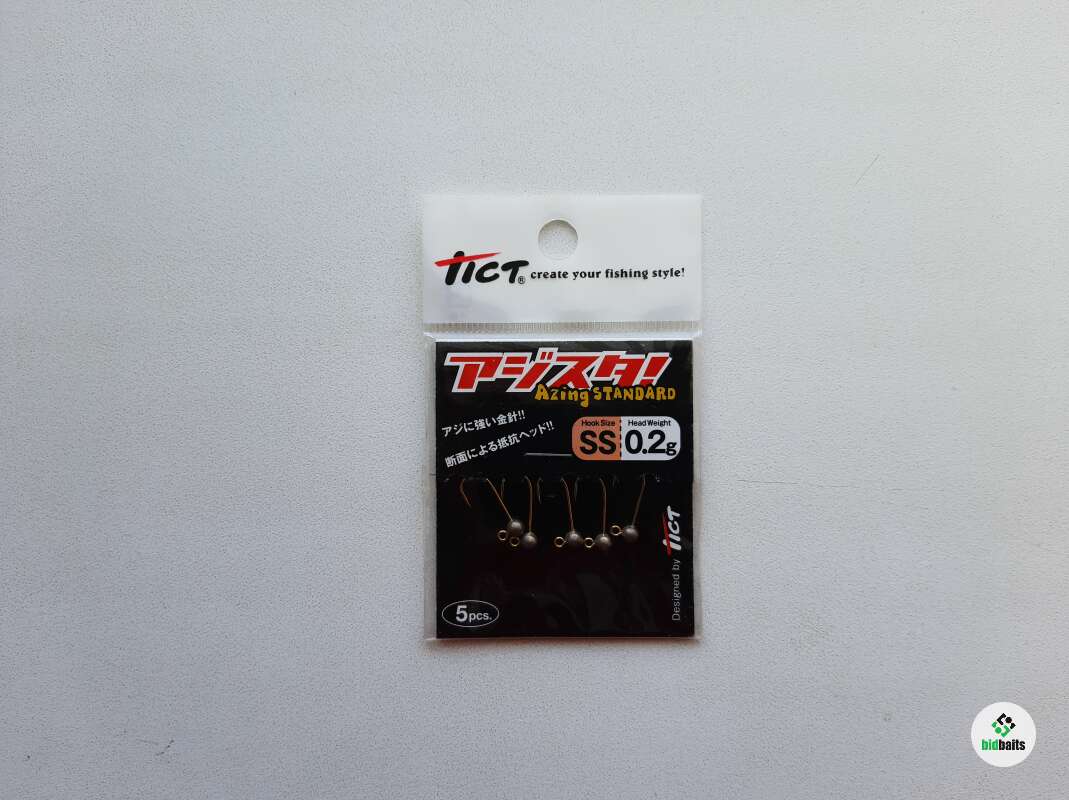 TICT® create your fishing style!
アジスタ!
Azing STANDARD
アジに強い金針!!
断面による抵抗ヘッド!!
Hook Size
SS
Head Weight
0.2g
Designed by TICT
5pcs.
bidbaits